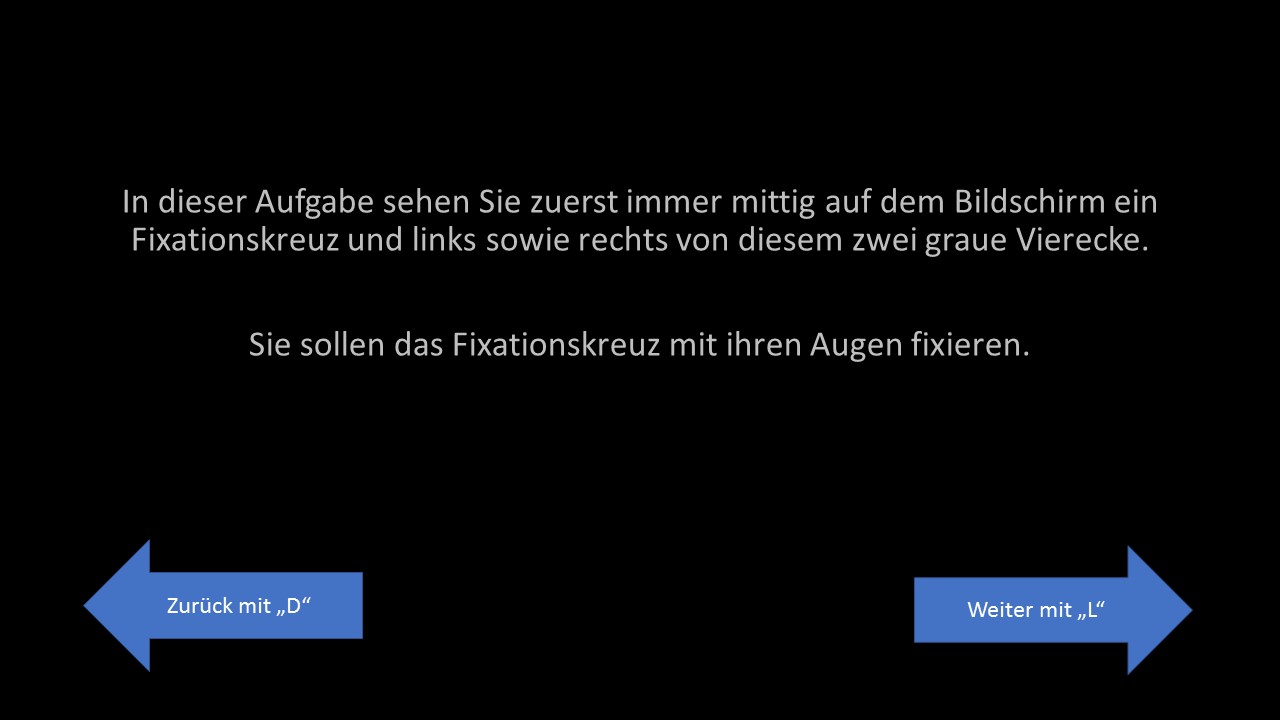 In dieser Aufgabe sehen Sie zuerst immer mittig auf dem Bildschirm ein
Fixationskreuz und links sowie rechts von diesem zwei graue Vierecke.
Sie sollen das Fixationskreuz mit ihren Augen fixieren.
Zurück mit „D“
Weiter mit „L“